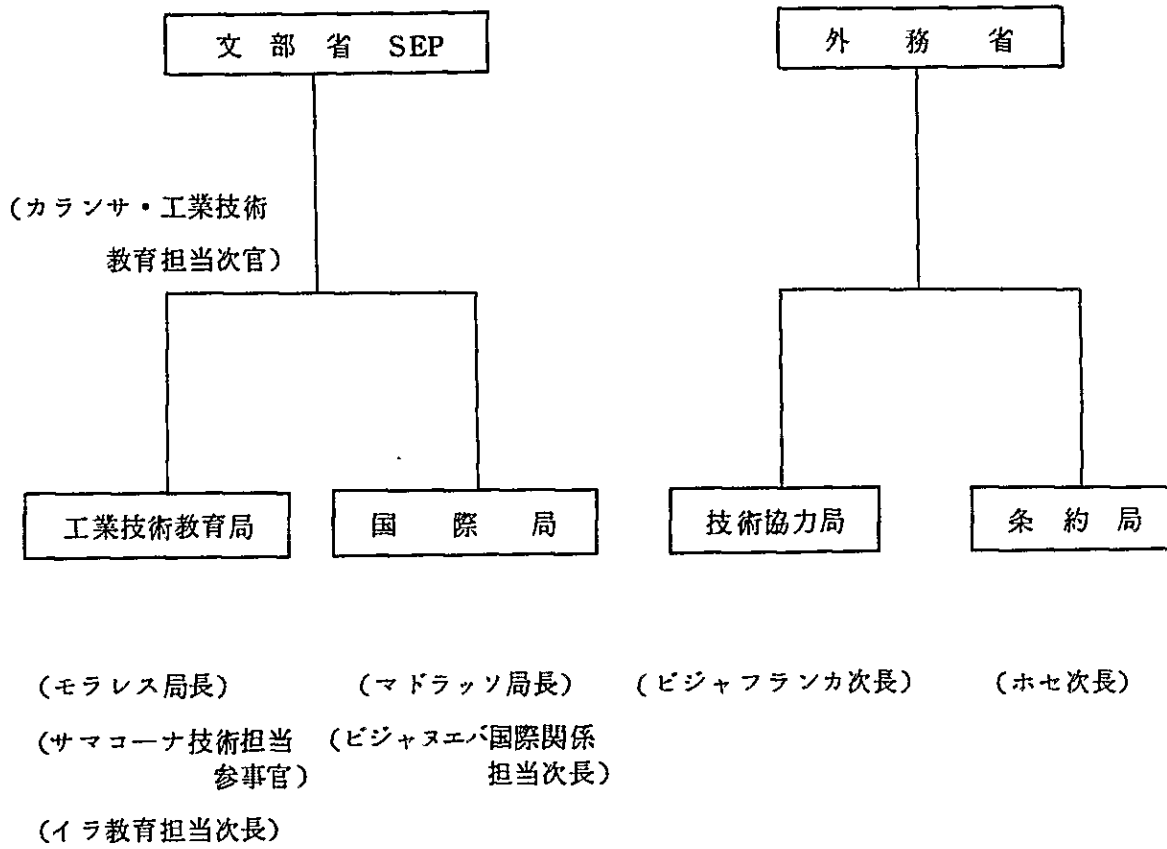 文部省 SEP
外務省
(カランサ・工業技術
教育担当次官)
工業技術教育局
国際局
技術協力局
条約局
(モラレス局長)
(マドラッソ局長)
(ビジャフランカ次長)
(ホセ次長)
(サマコーナ技術担当
参事官)
(ビジャヌエバ国際関係
担当次長)
(イラ教育担当次長)